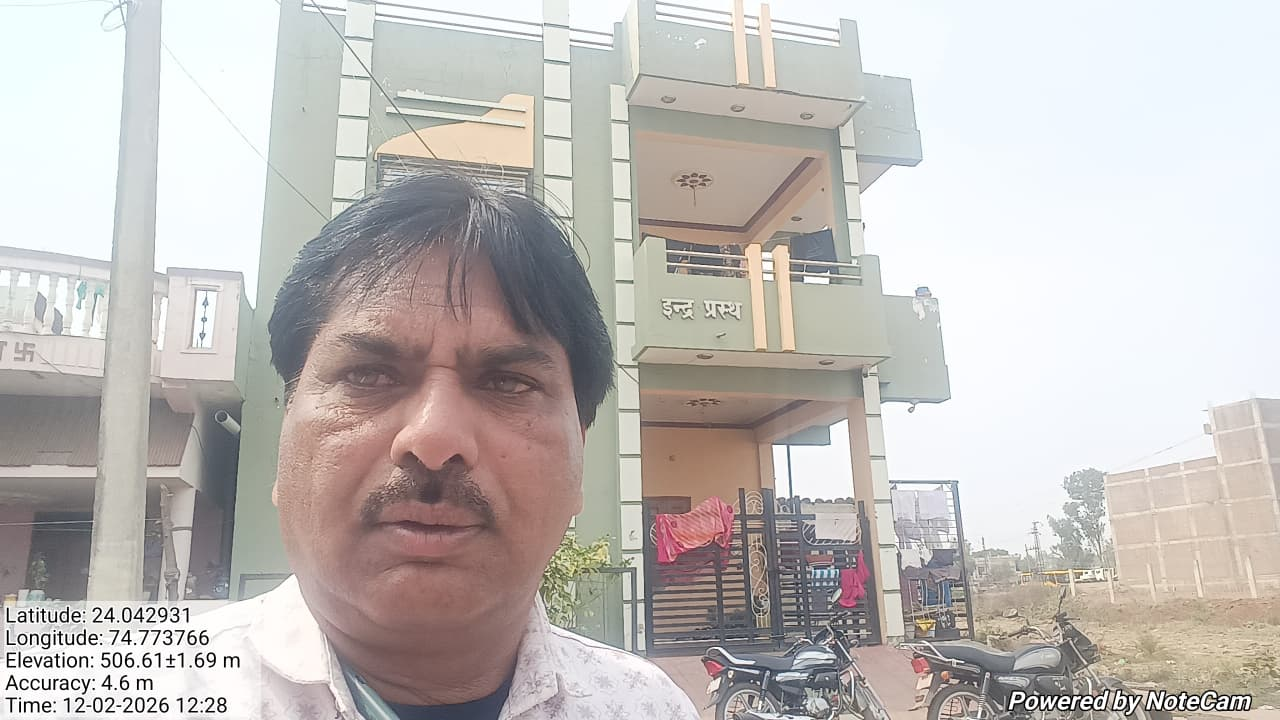 इन्द्र प्रस्थ
卐
Latitude: 24.042931
Longitude: 74.773766
Elevation: 506.61±1.69 m
Accuracy: 4.6 m
Time: 12-02-2026 12:28
Powered by NoteCam